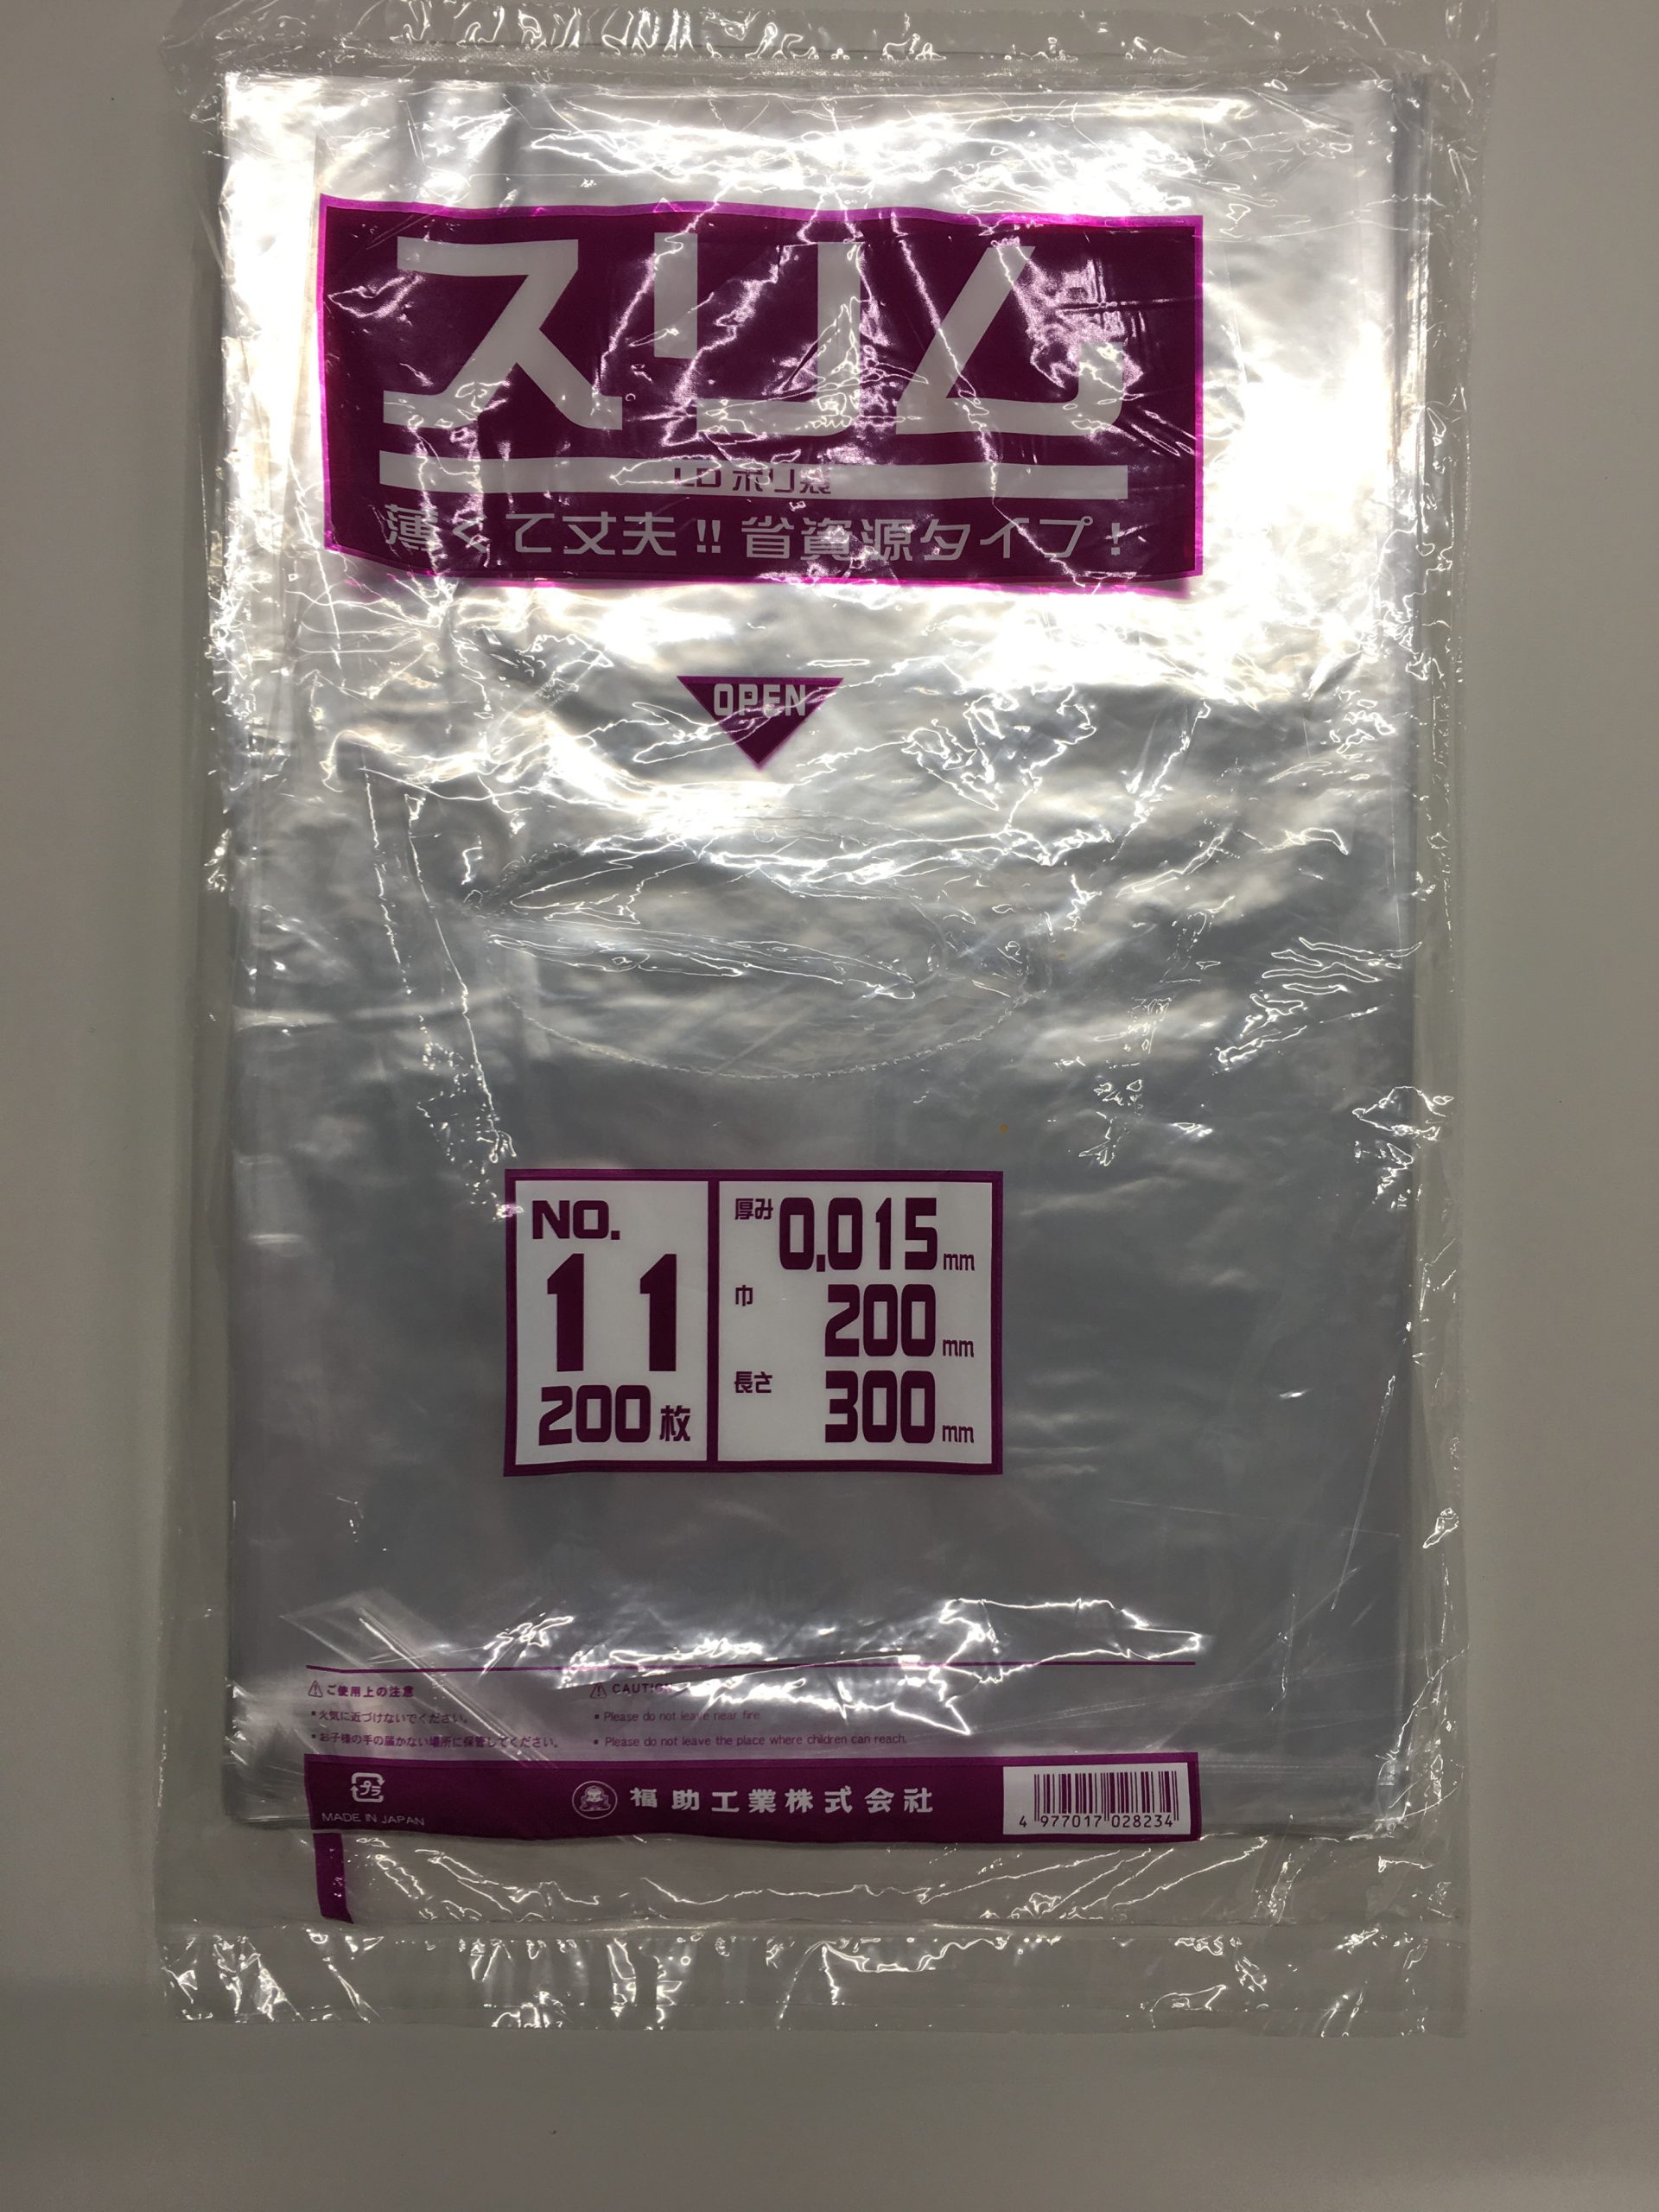 スリム
LD ポリ袋
薄くて丈夫!! 省資源タイプ!
OPEN
NO.
11
200枚
厚み 0.015mm
巾 200mm
長さ 300mm
⚠ご使用上の注意
▪火気に近づけないでください。
▪お子様の手の届かない場所に保管してください。
⚠ CAUTION
▪ Please do not leave near fire.
▪ Please do not leave the place where children can reach.
プラ
MADE IN JAPAN
福助工業株式会社
4 977017 028234